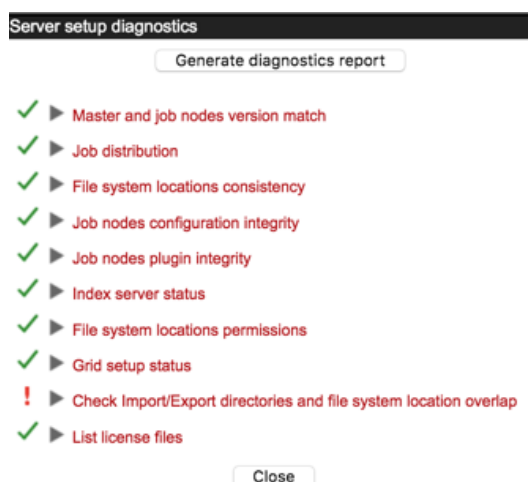 Server setup diagnostics
Generate diagnostics report
Master and job nodes version match
Job distribution
File system locations consistency
Job nodes configuration integrity
Job nodes plugin integrity
Index server status
File system locations permissions
Grid setup status
Check Import/Export directories and file system location overlap
List license files
Close